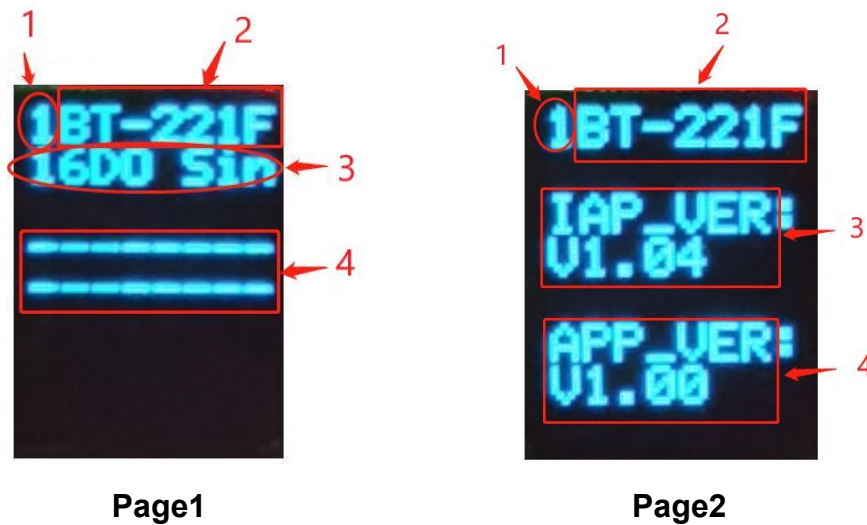 1
2
1BT-221F
16DO SiM
3
---------
---------
4
Page1
1
2
1BT-221F
IAP_VER:
V1.04
3
APP_VER:
V1.00
4
Page2